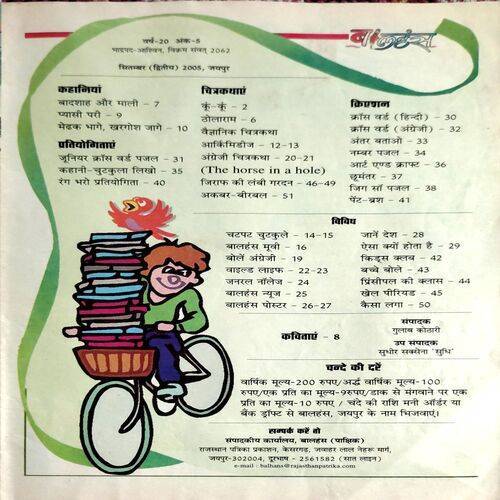 बालहंस
वर्ष-20 अंक-5
भाद्रपद-आश्विन, विक्रम संवत् 2062
सितम्बर (द्वितीय) 2005, जयपुर
कहानियां
बादशाह और माली - 7
प्यासी परी - 9
मेढक भागे, खरगोश जागे - 10
प्रतियोगिताएं
जूनियर क्रॉस वर्ड पजल - 31
कहानी-चुटकुला लिखो - 35
रंग भरो प्रतियोगिता - 40
चित्रकथाएं
कूं-कूं - 2
ठोलाराम - 6
वैज्ञानिक चित्रकथा
आर्किमिडीज - 12-13
अंग्रेजी चित्रकथा - 20-21
(The horse in a hole)
जिराफ की लंबी गरदन - 46-49
अकबर-बीरबल - 51
क्रिएशन
क्रॉस वर्ड (हिन्दी) - 30
क्रॉस वर्ड (अंग्रेजी) - 32
अंतर बताओ - 33
नम्बर पजल - 34
आर्ट एण्ड क्राफ्ट - 36
छूमंतर - 37
जिग सॉ पजल - 38
पेंट-ब्रश - 41
विविध
चटपट चुटकुले - 14-15
बालहंस मूवी - 16
बोलें अंग्रेजी - 19
वाइल्ड लाइफ - 22-23
जनरल नॉलेज - 24
बालहंस न्यूज - 25
बालहंस पोस्टर - 26-27
जानें देश - 28
ऐसा क्यों होता है - 29
किड्स क्लब - 42
बच्चे बोले - 43
प्रिंसीपल की क्लास - 44
खेल पीरियड - 45
कैसा लगा - 50
कविताएं - 8
संपादक
गुलाब कोठारी
उप संपादक
सुधीर सक्सेना 'सुधि'
चन्दे की दरें
वार्षिक मूल्य-200 रुपए/अर्द्ध वार्षिक मूल्य-100
रुपए/एक प्रति का मूल्य-9रुपए/डाक से मंगवाने पर एक
प्रति का मूल्य-10 रुपए / चंदे की राशि मनी ऑर्डर या
बैंक ड्रॉफ्ट से बालहंस, जयपुर के नाम भिजवाएं।
सम्पर्क करें तो
संपादकीय कार्यालय, बालहंस (पाक्षिक)
राजस्थान पत्रिका प्रकाशन, केसरगढ़, जवाहर लाल नेहरू मार्ग,
जयपुर-302004, दूरभाष - 2561582 (सात लाइन)
e-mail : balhans@rajasthanpatrika.com